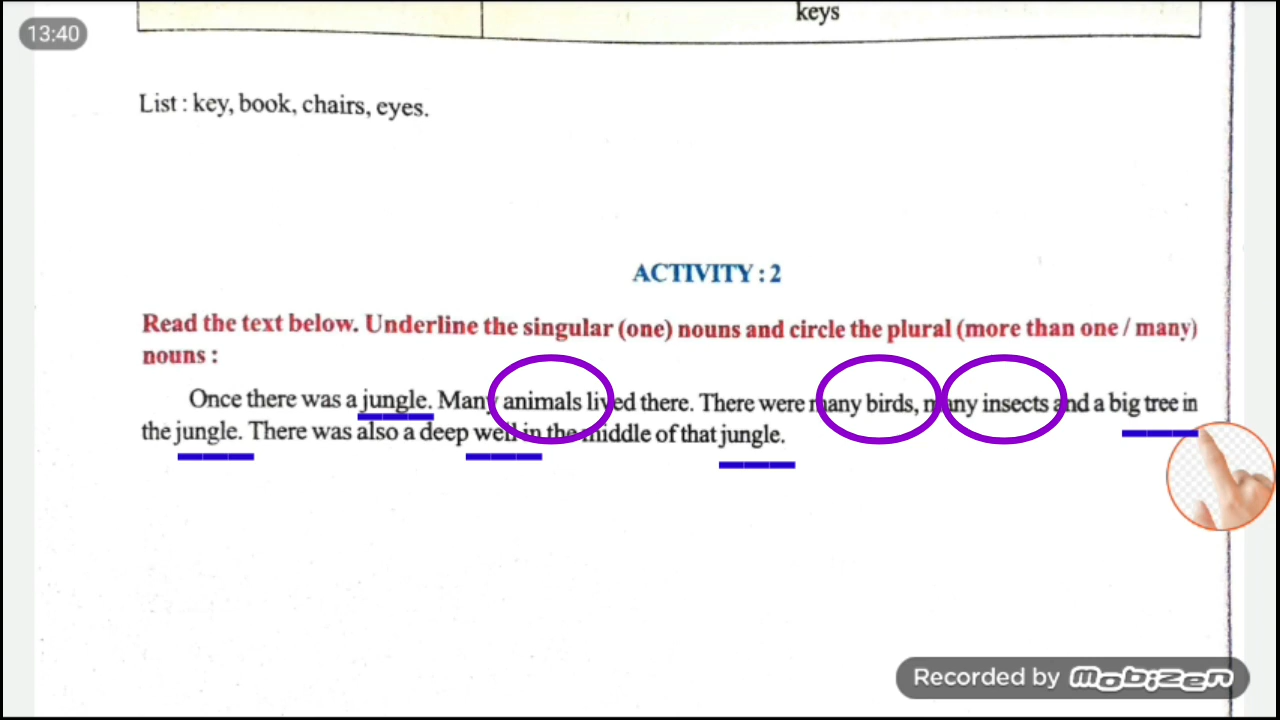 13:40
keys
List : key, book, chairs, eyes.
ACTIVITY : 2
Read the text below. Underline the singular (one) nouns and circle the plural (more than one / many)
nouns :
Once there was a jungle. Many animals lived there. There were many birds, many insects and a big tree in
the jungle. There was also a deep well in the middle of that jungle.
Recorded by Mobizen